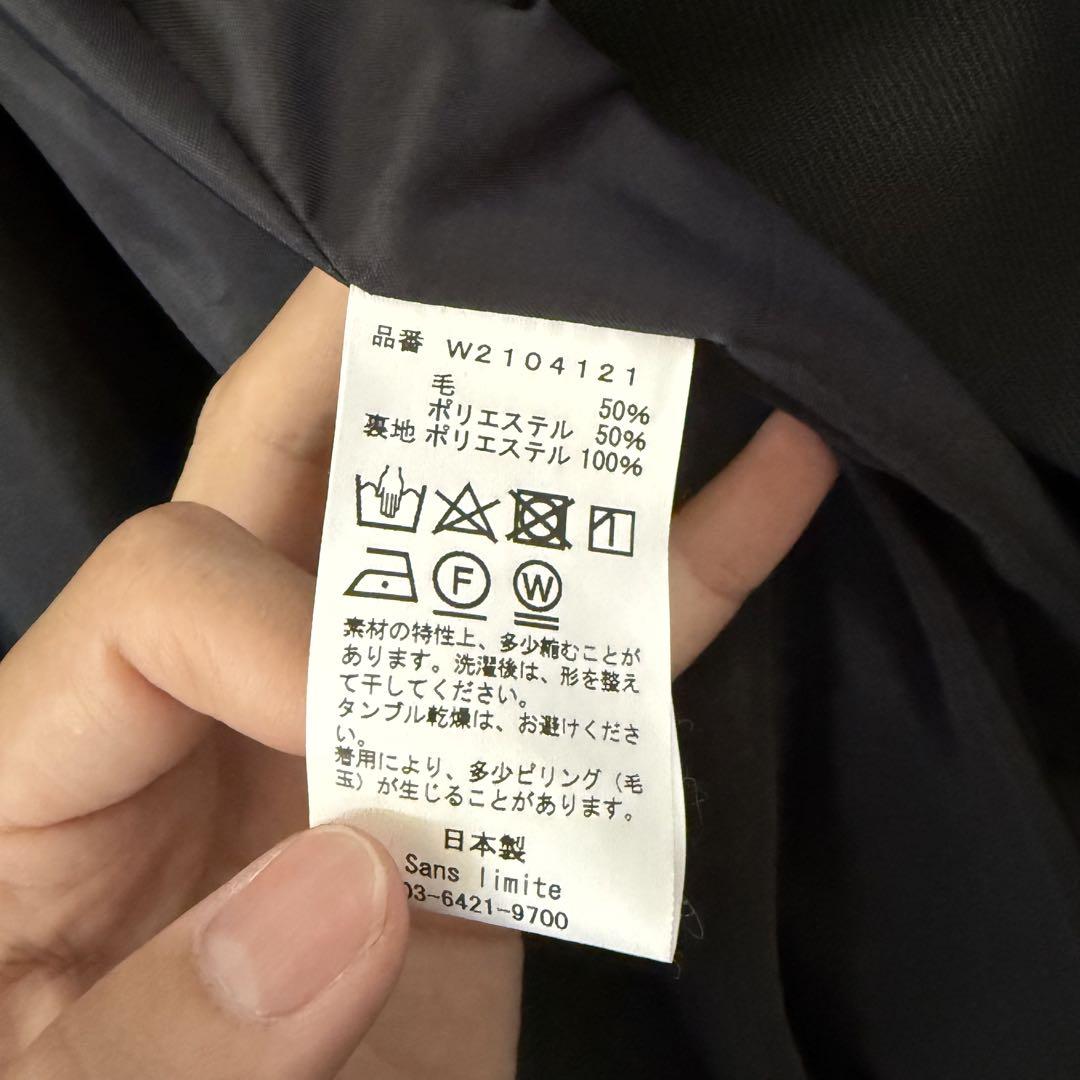 品番 W2104121
毛 50%
ポリエステル 50%
裏地 ポリエステル 100%
F W
素材の特性上、多少縮むことが
あります。洗濯後は、形を整え
て干してください。
タンブル乾燥は、お避けくださ
い。
着用により、多少ピリング（毛
玉）が生じることがあります。
日本製
Sans limite
03-6421-9700